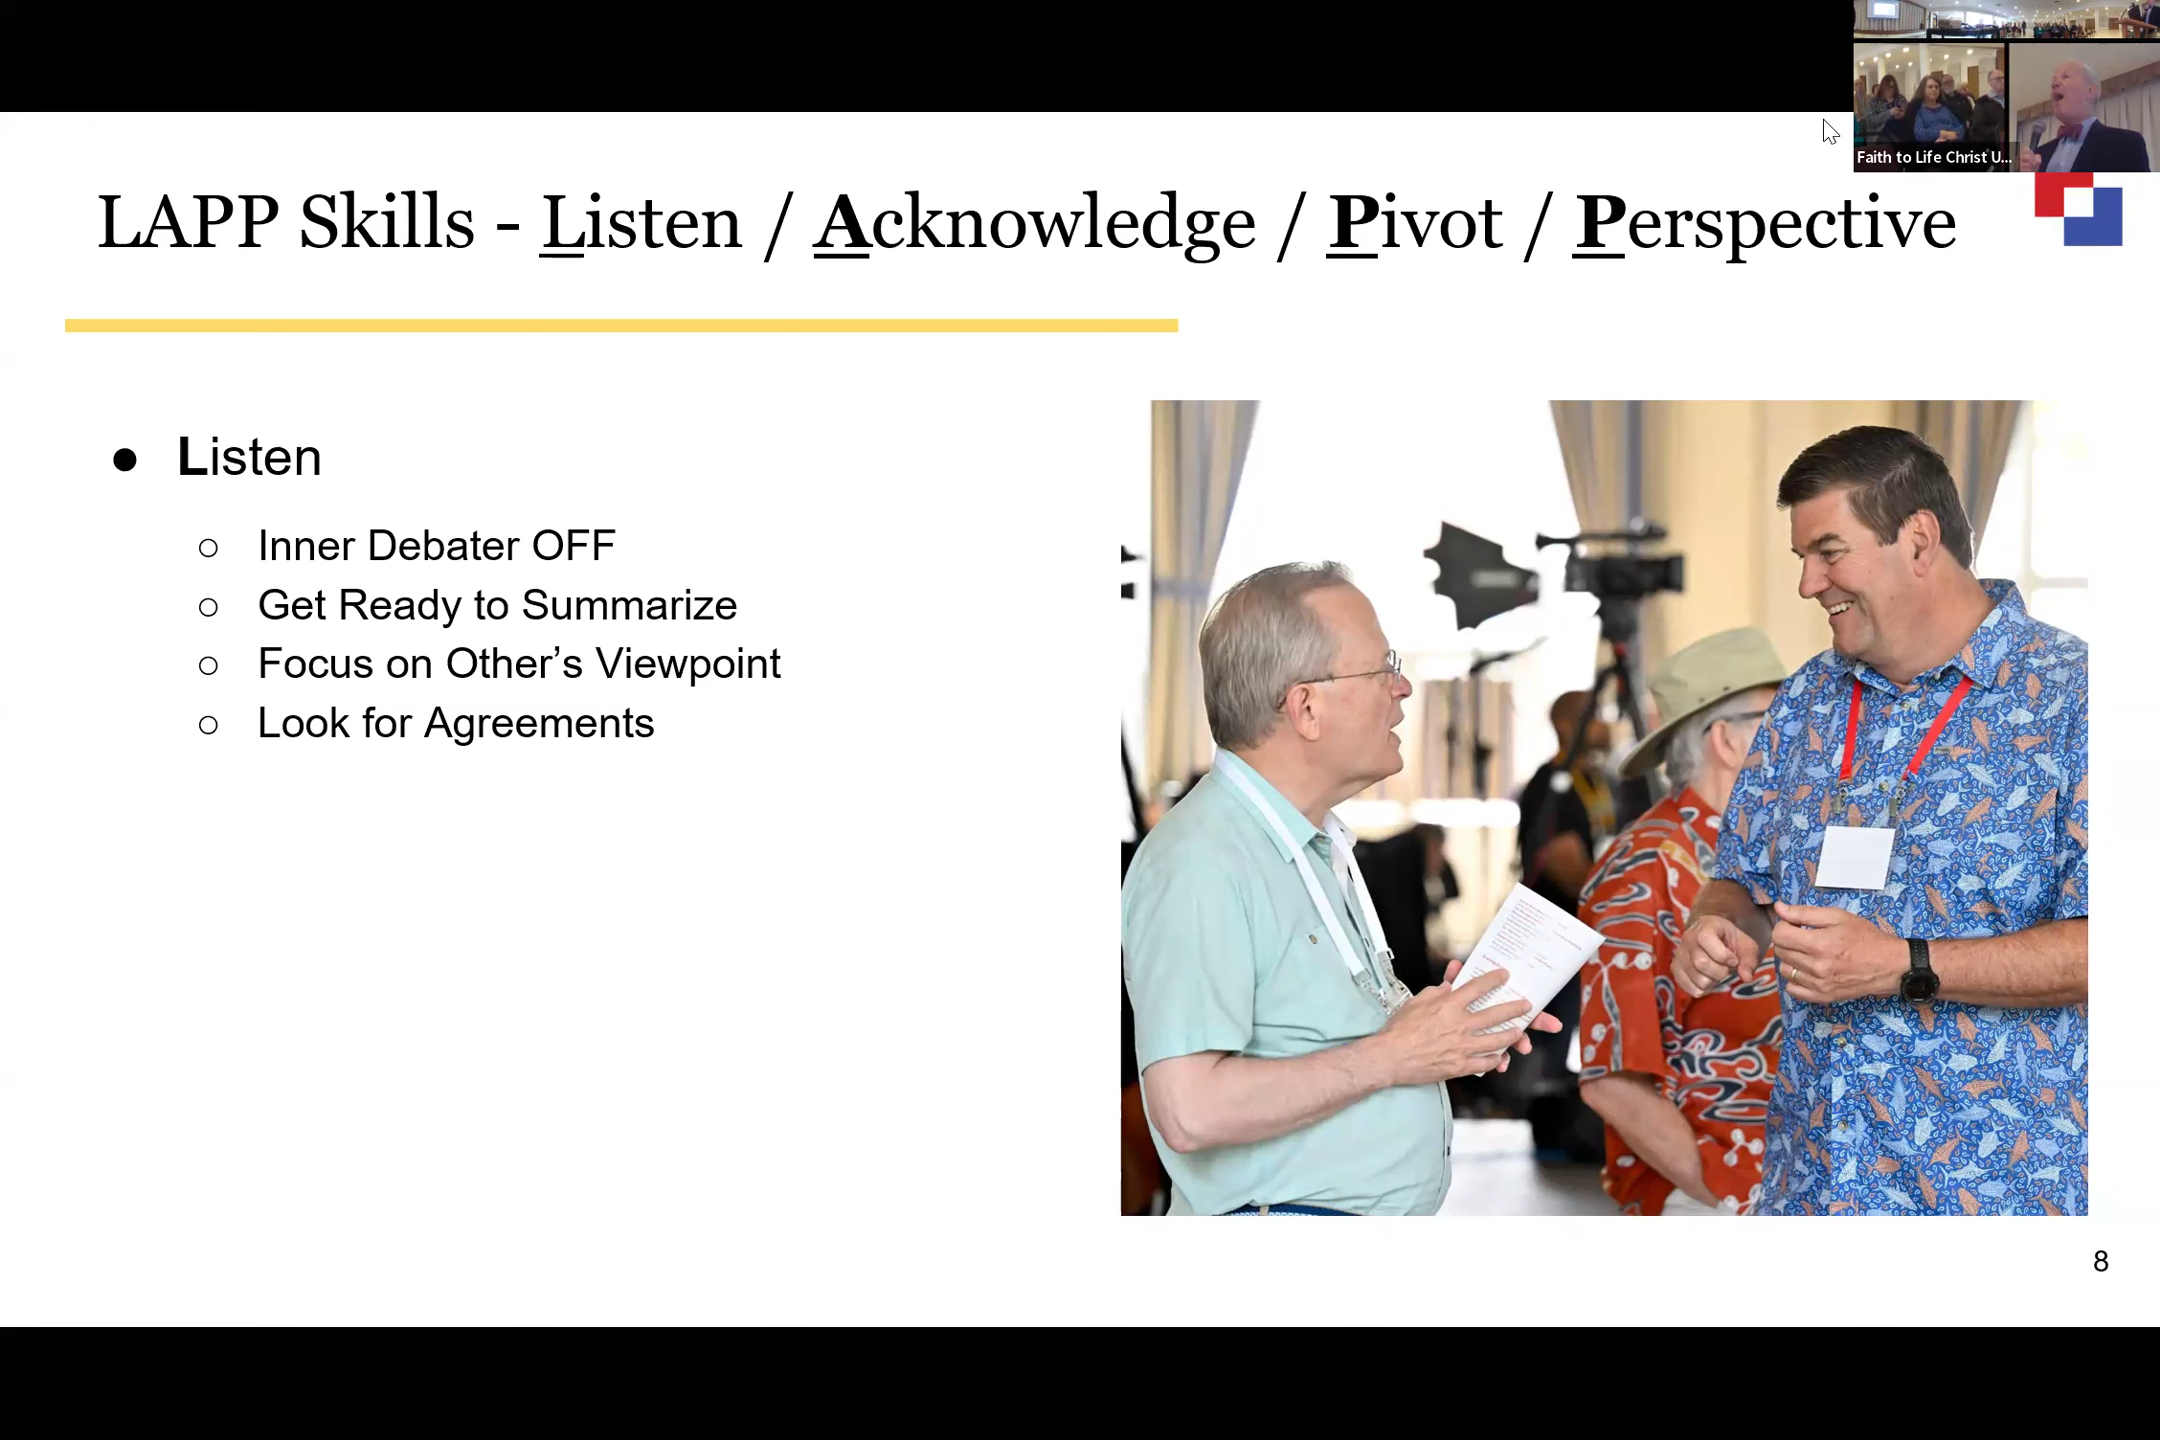 Faith to Life Christ U...
LAPP Skills - Listen / Acknowledge / Pivot / Perspective
● Listen
○ Inner Debater OFF
○ Get Ready to Summarize
○ Focus on Other’s Viewpoint
○ Look for Agreements
8